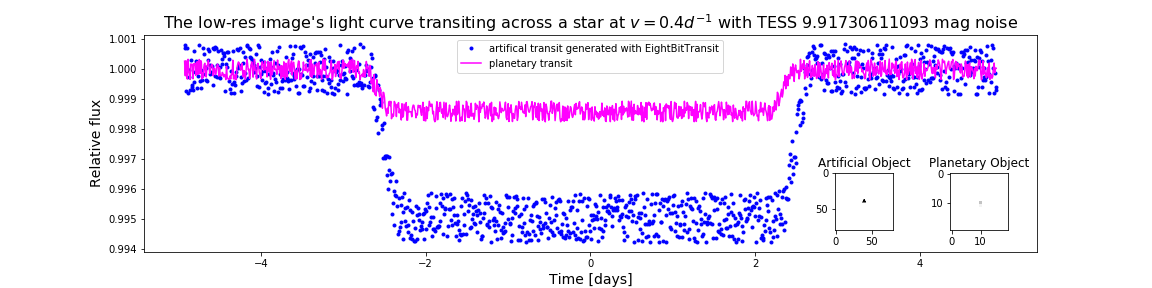 The low-res image's light curve transiting across a star at v = 0.4d⁻¹ with TESS 9.91730611093 mag noise
artifical transit generated with EightBitTransit
planetary transit
Relative flux
1.001
1.000
0.999
0.998
0.997
0.996
0.995
0.994
Artificial Object
0
50
0 50
Planetary Object
0
10
0 10
−4 −2 0 2 4
Time [days]